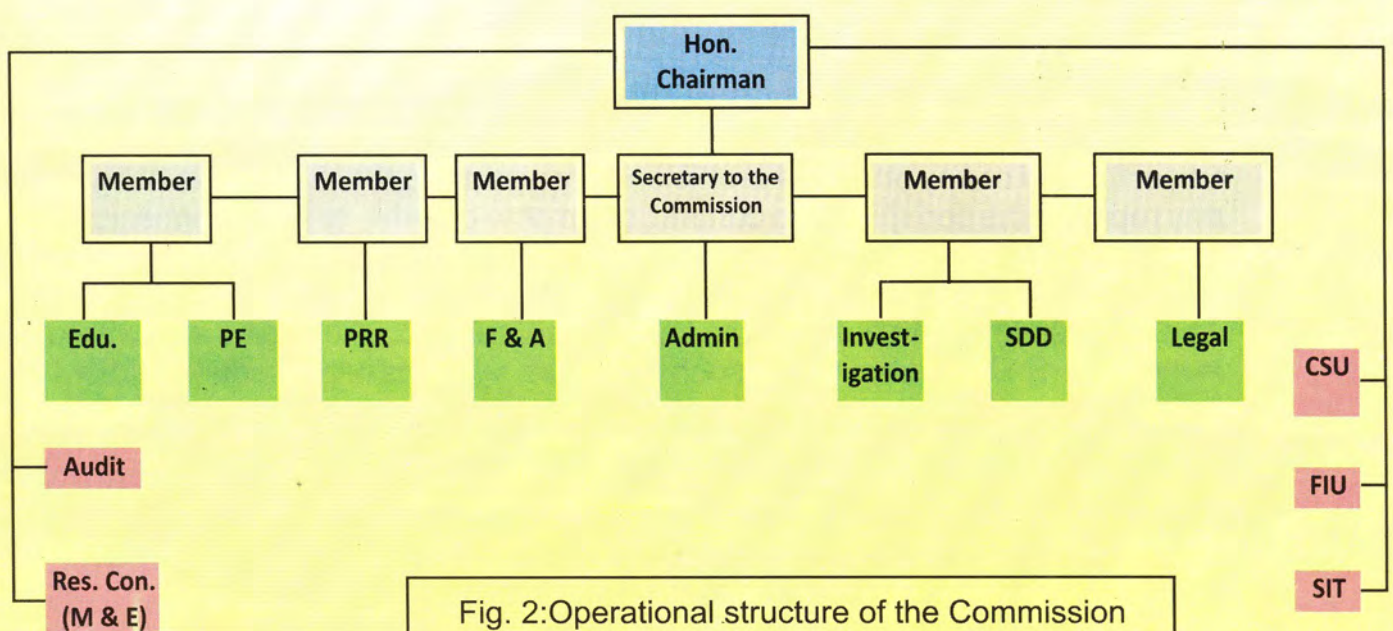 Hon.
Chairman
Member
Member
Member
Secretary to the
Commission
Member
Member
Edu.
PE
PRR
F & A
Admin
Invest-
igation
SDD
Legal
CSU
Audit
FIU
Res. Con.
(M & E)
SIT
Fig. 2:Operational structure of the Commission